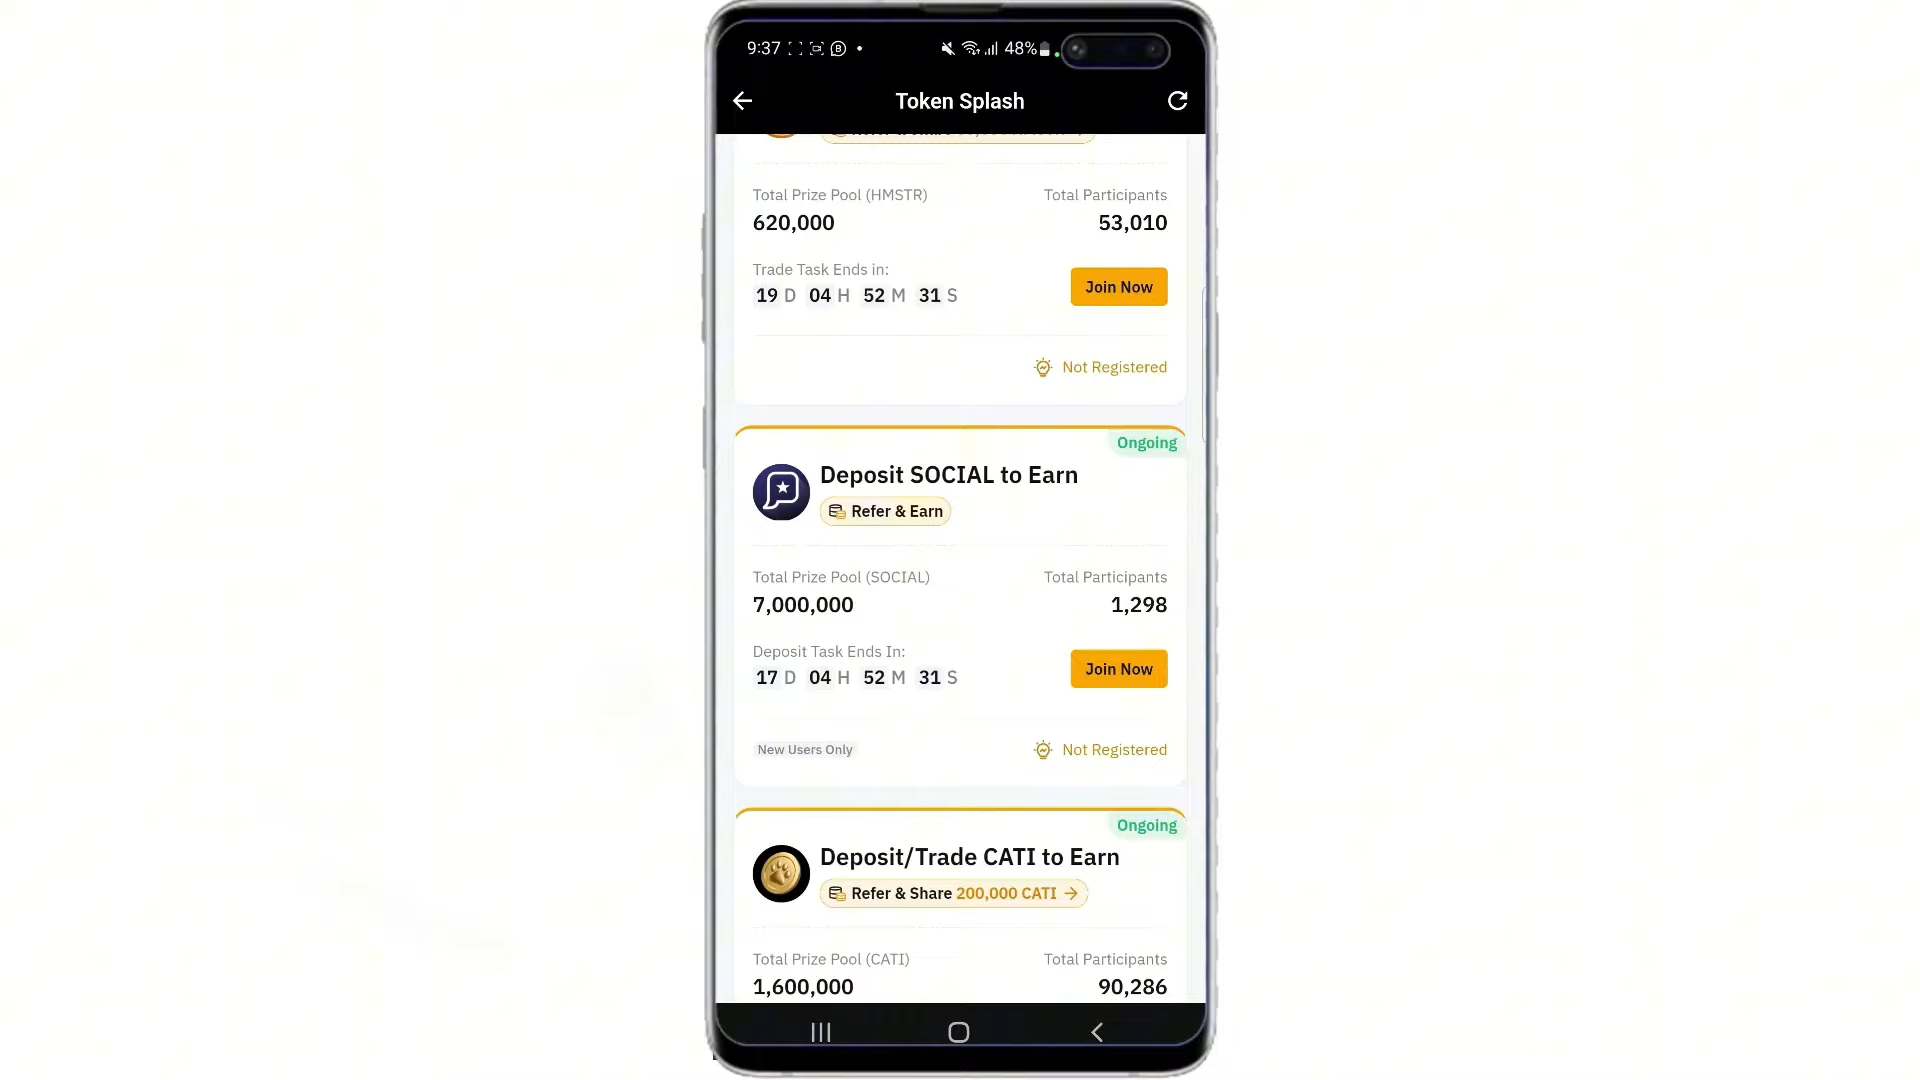 9:37 48%
Token Splash
Total Prize Pool (HMSTR) Total Participants
620,000 53,010
Trade Task Ends in:
19 D 04 H 52 M 31 S Join Now
Not Registered
Ongoing
Deposit SOCIAL to Earn
Refer & Earn
Total Prize Pool (SOCIAL) Total Participants
7,000,000 1,298
Deposit Task Ends In:
17 D 04 H 52 M 31 S Join Now
New Users Only Not Registered
Ongoing
Deposit/Trade CATI to Earn
Refer & Share 200,000 CATI →
Total Prize Pool (CATI) Total Participants
1,600,000 90,286